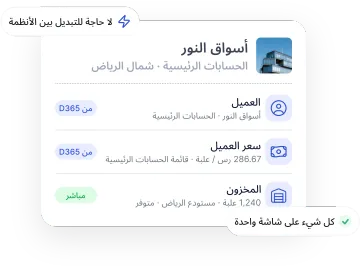 لا حاجة للتبديل بين الأنظمة
أسواق النور
الحسابات الرئيسية · شمال الرياض
العميل
أسواق النور · الحسابات الرئيسية
من D365
سعر العميل
286.67 رس / علبة · قائمة الحسابات الرئيسية
من D365
المخزون
1,240 علبة · مستودع الرياض · متوفر
مباشر
كل شيء على شاشة واحدة